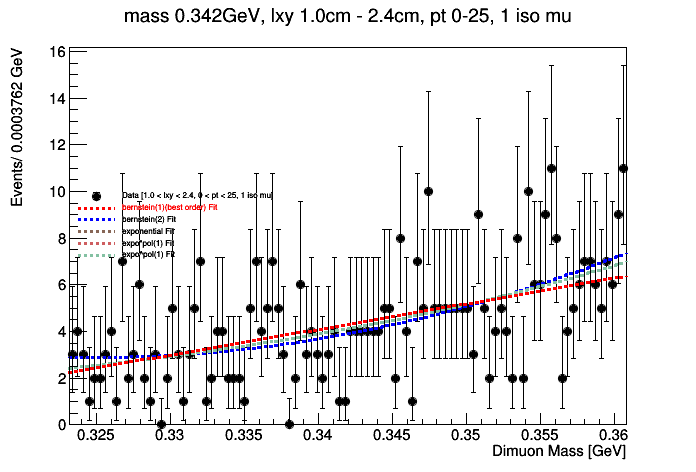 mass 0.342GeV, lxy 1.0cm - 2.4cm, pt 0-25, 1 iso mu
Events/ 0.0003762 GeV
16
14
12
10
8
6
4
2
0
Data [1.0 < lxy < 2.4, 0 < pt < 25, 1 iso mu]
bernstein(1)(best order) Fit
bernstein(2) Fit
exponential Fit
expo*pol(1) Fit
expo*pol(1) Fit
0.325 0.33 0.335 0.34 0.345 0.35 0.355 0.36
Dimuon Mass [GeV]